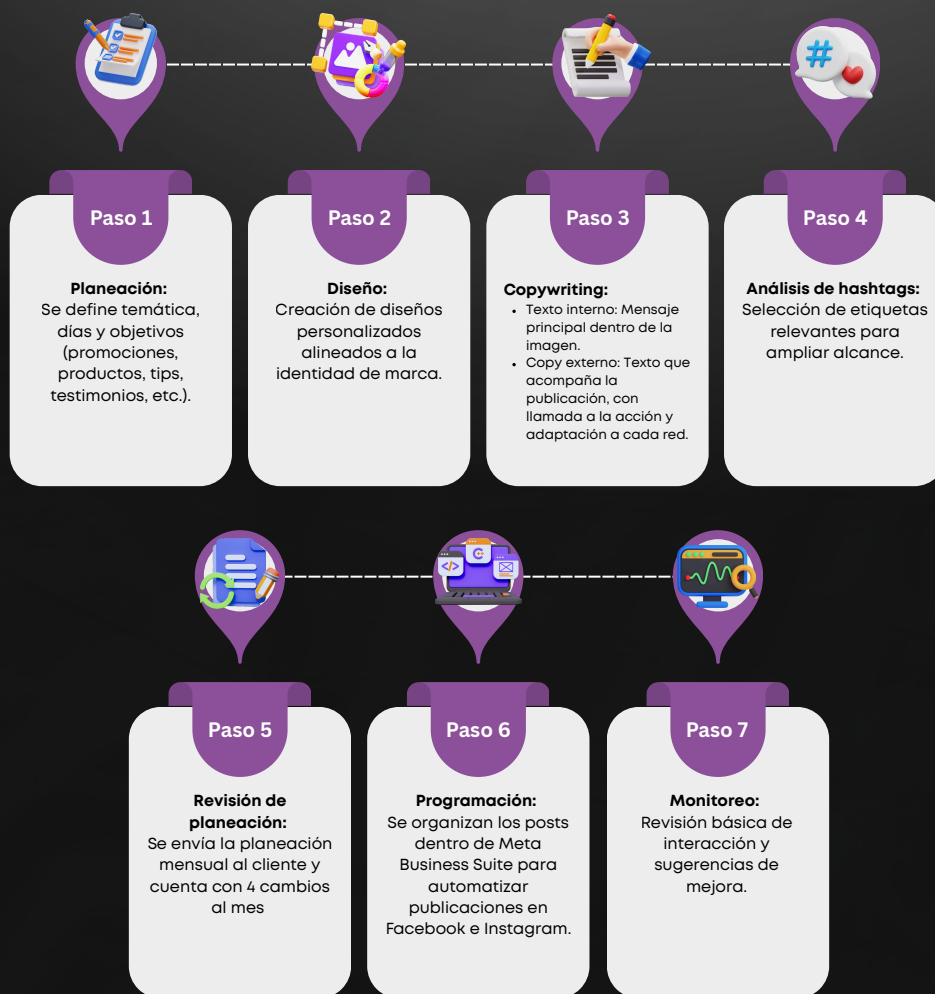 Paso 1
Planeación:
Se define temática,
días y objetivos
(promociones,
productos, tips,
testimonios, etc.).
Paso 2
Diseño:
Creación de diseños
personalizados
alineados a la
identidad de marca.
Paso 3
Copywriting:
• Texto interno: Mensaje
principal dentro de la
imagen.
• Copy externo: Texto que
acompaña la
publicación, con
llamada a la acción y
adaptación a cada red.
#
Paso 4
Análisis de hashtags:
Selección de etiquetas
relevantes para
ampliar alcance.
Paso 5
Revisión de
planeación:
Se envía la planeación
mensual al cliente y
cuenta con 4 cambios
al mes
</>
C
Paso 6
Programación:
Se organizan los posts
dentro de Meta
Business Suite para
automatizar
publicaciones en
Facebook e Instagram.
Paso 7
Monitoreo:
Revisión básica de
interacción y
sugerencias de
mejora.